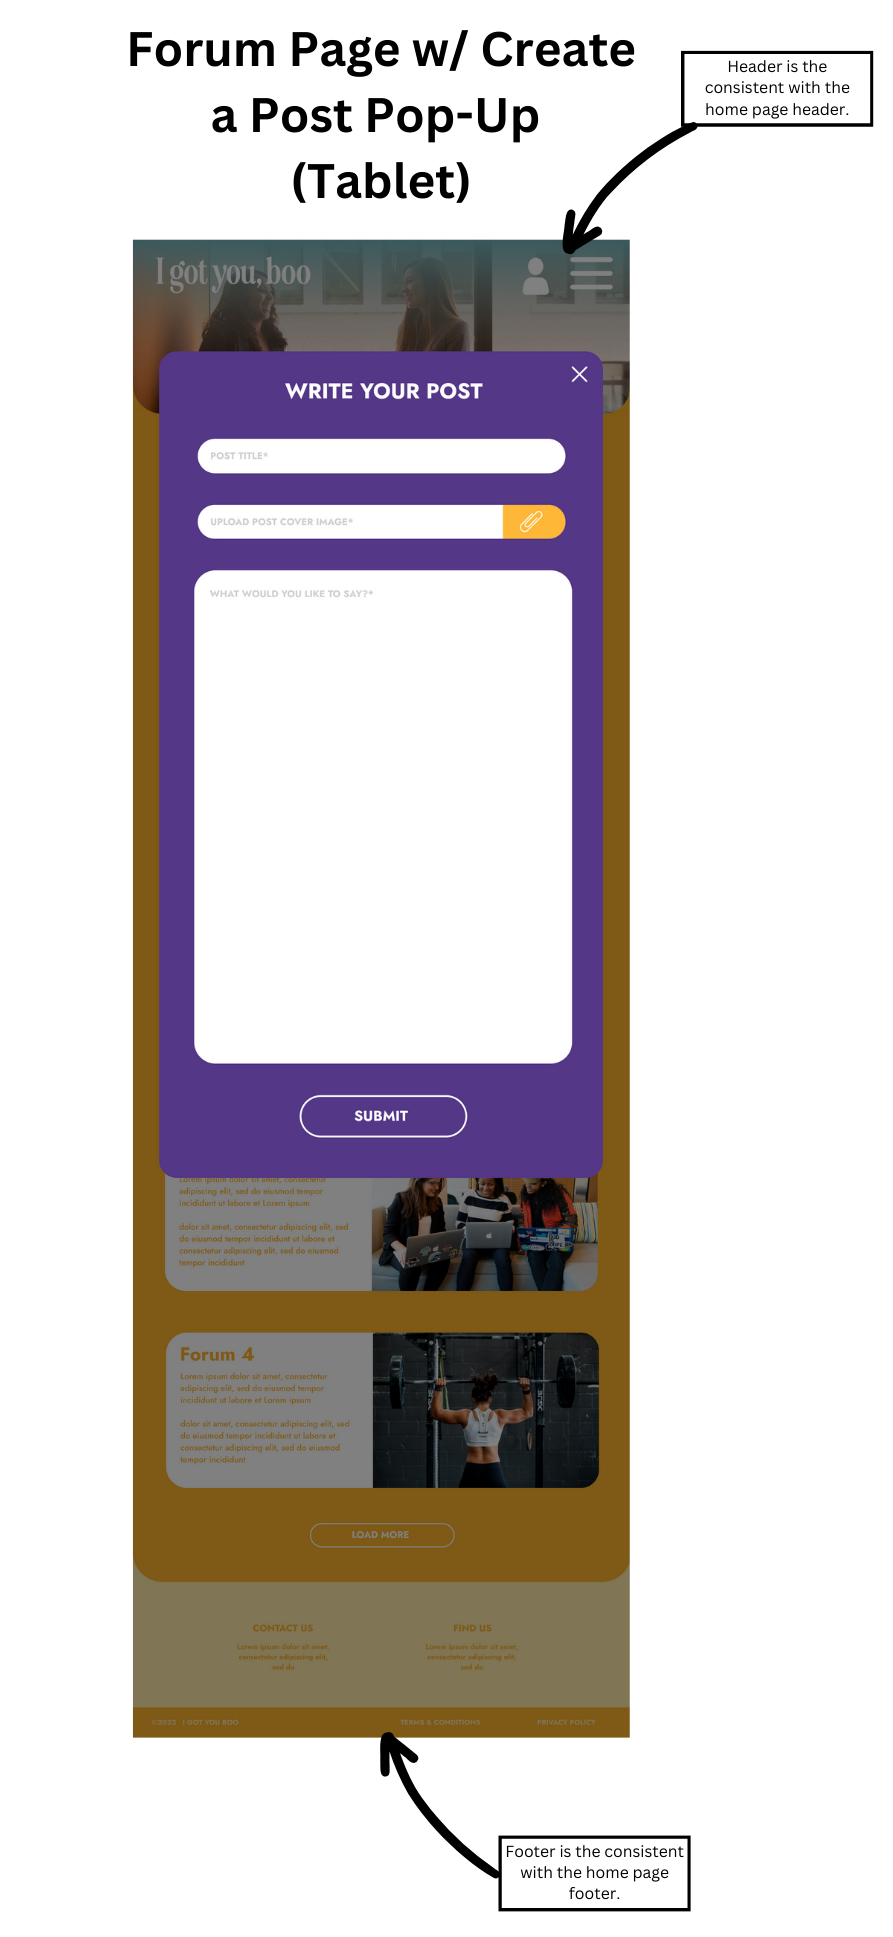 Forum Page w/ Create
a Post Pop-Up
(Tablet)
Header is the
consistent with the
home page header.
I got you, boo
WRITE YOUR POST
POST TITLE*
UPLOAD POST COVER IMAGE*
WHAT WOULD YOU LIKE TO SAY?*
SUBMIT
Lorem ipsum dolor sit amet, consectetur
adipiscing elit, sed do eiusmod tempor
incididunt ut labore et Lorem ipsum
dolor sit amet, consectetur adipiscing elit, sed
do eiusmod tempor incididunt ut labore et
consectetur adipiscing elit, sed do eiusmod
tempor incididunt
Forum 4
Lorem ipsum dolor sit amet, consectetur
adipiscing elit, sed do eiusmod tempor
incididunt ut labore et Lorem ipsum
dolor sit amet, consectetur adipiscing elit, sed
do eiusmod tempor incididunt ut labore et
consectetur adipiscing elit, sed do eiusmod
tempor incididunt
LOAD MORE
CONTACT US
Lorem ipsum dolor sit amet,
consectetur adipiscing elit,
sed do
FIND US
Lorem ipsum dolor sit amet,
consectetur adipiscing elit,
sed do
©2022 I GOT YOU BOO
TERMS & CONDITIONS
PRIVACY POLICY
Footer is the consistent
with the home page
footer.